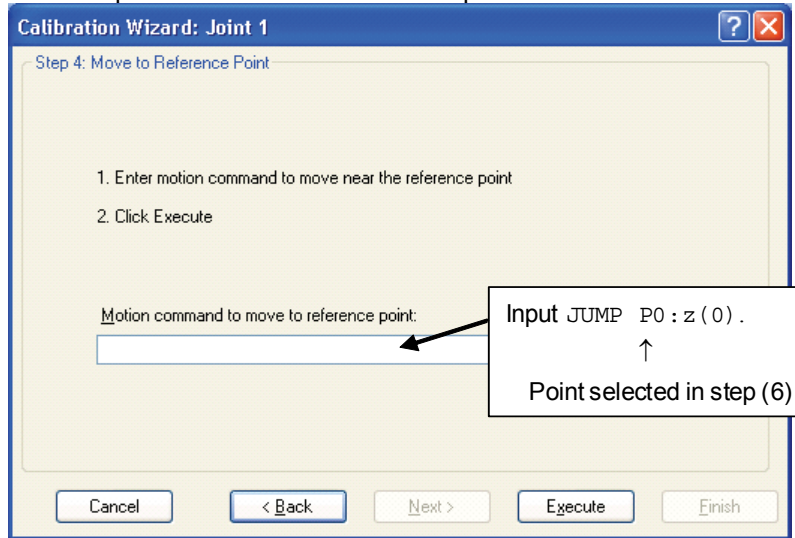 Calibration Wizard: Joint 1
Step 4: Move to Reference Point
1. Enter motion command to move near the reference point
2. Click Execute
Motion command to move to reference point:
Input JUMP P0:z(0).
↑
Point selected in step (6)
Cancel
< Back
Next >
Execute
Finish